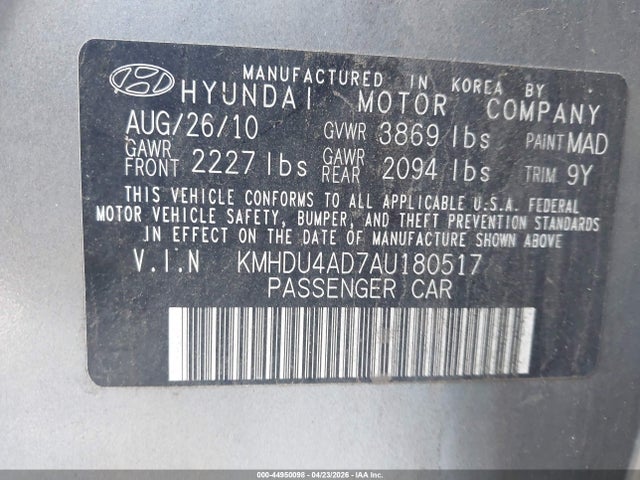 MANUFACTURED IN KOREA BY
HYUNDAI MOTOR COMPANY
AUG/26/10 GVWR 3869 lbs PAINT MAD
GAWR FRONT 2227 lbs GAWR REAR 2094 lbs TRIM 9Y
THIS VEHICLE CONFORMS TO ALL APPLICABLE U.S.A. FEDERAL
MOTOR VEHICLE SAFETY, BUMPER, AND THEFT PREVENTION STANDARDS
IN EFFECT ON THE DATE OF MANUFACTURE SHOWN ABOVE
V.I.N KMHDU4AD7AU180517
PASSENGER CAR
000-44950098 - 04/23/2026 - IAA Inc.